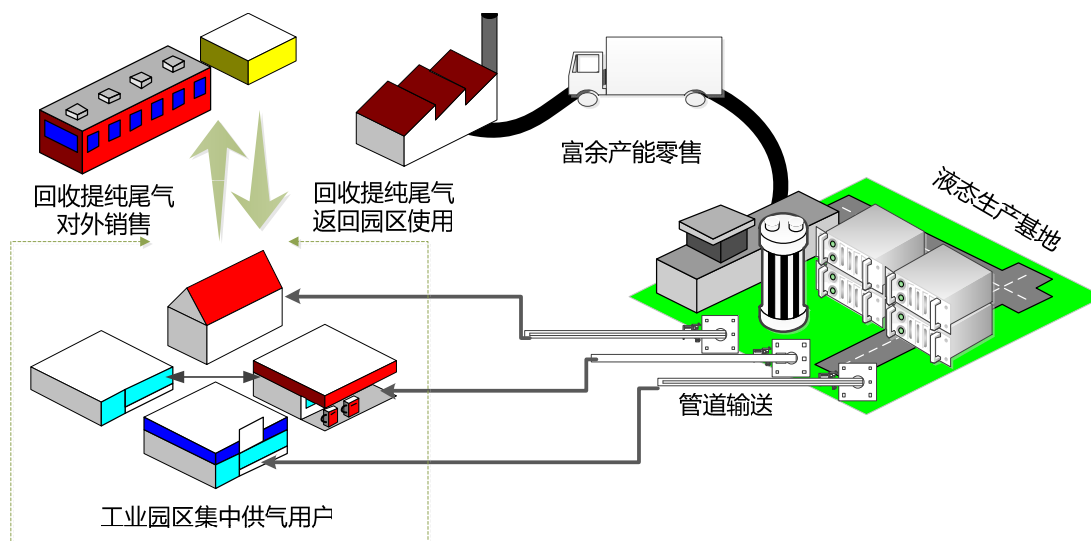 富余产能零售
液态生产基地
回收提纯尾气
对外销售
回收提纯尾气
返回园区使用
管道输送
工业园区集中供气用户